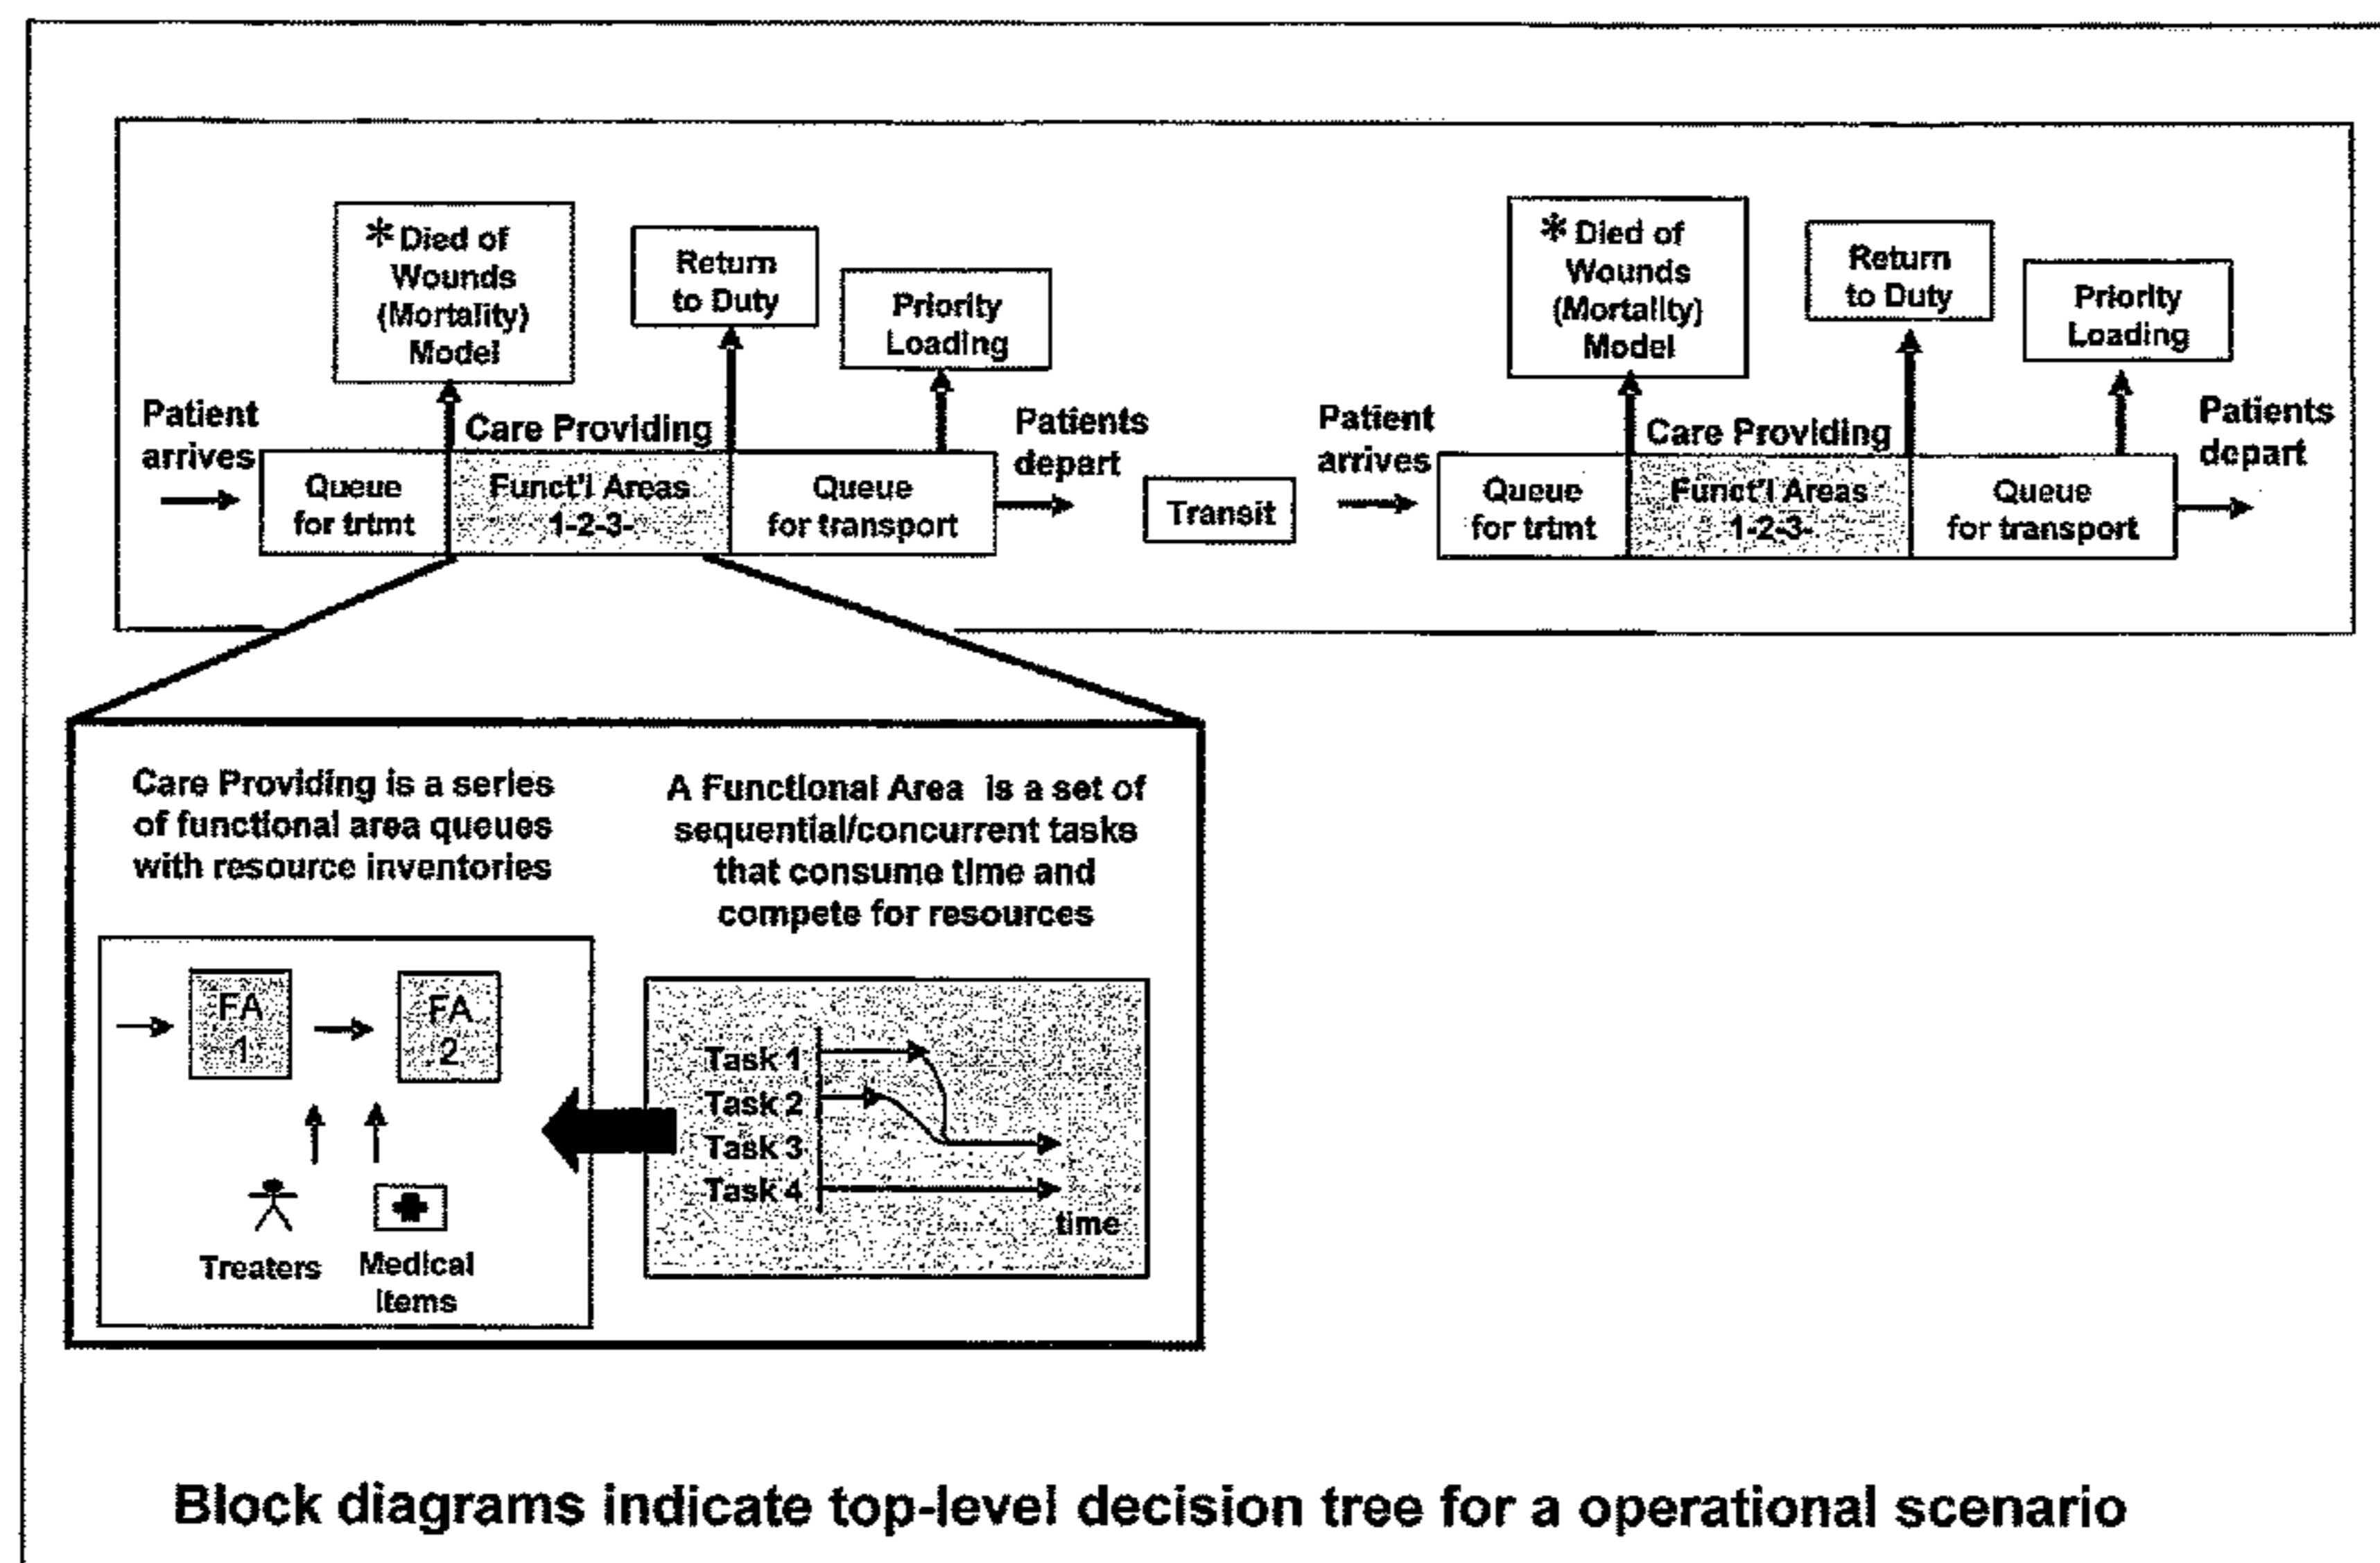 * Died of
Wounds
(Mortality)
Model
Return
to Duty
Priority
Loading
Patient
arrives
Care Providing
Queue
for trtmt
Funct'l Areas
1-2-3-
Queue
for transport
Patients
depart
Transit
* Died of
Wounds
(Mortality)
Model
Return
to Duty
Priority
Loading
Patient
arrives
Care Providing
Queue
for trtmt
Funct'l Areas
1-2-3-
Queue
for transport
Patients
depart
Care Providing is a series
of functional area queues
with resource inventories
A Functional Area is a set of
sequential/concurrent tasks
that consume time and
compete for resources
FA
1
FA
2
Treaters
Medical
Items
Task 1
Task 2
Task 3
Task 4
time
Block diagrams indicate top-level decision tree for a operational scenario